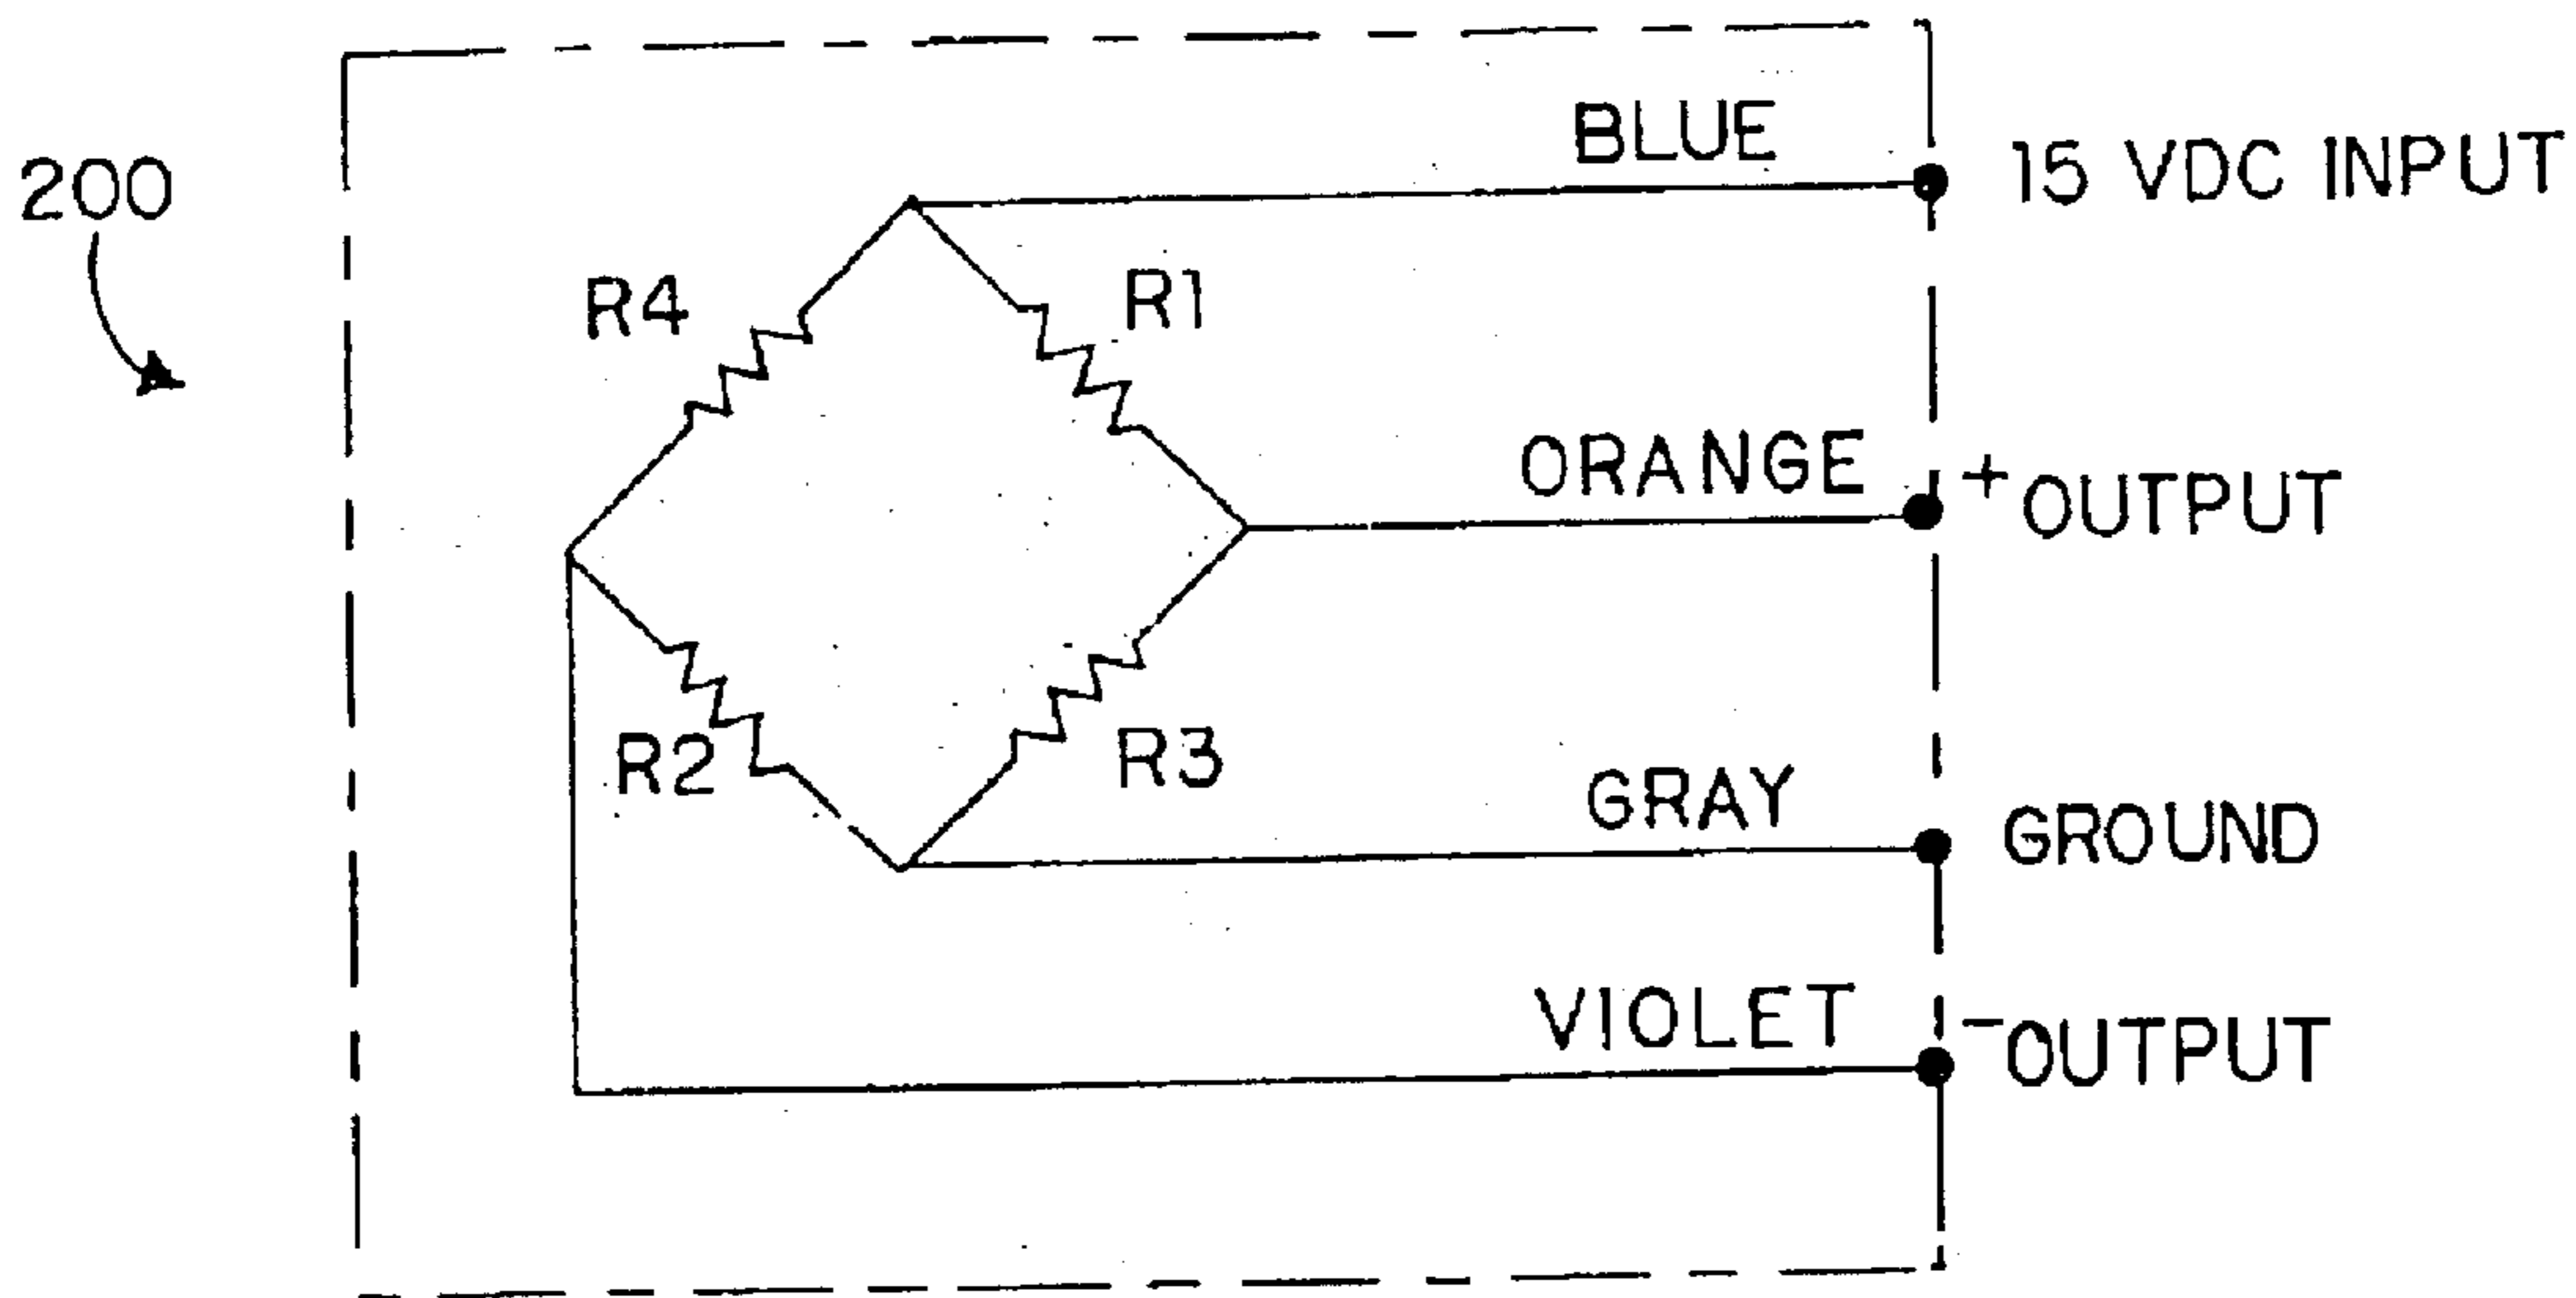 BLUE
15 VDC INPUT
200
R4
R1
ORANGE
+OUTPUT
R2
R3
GRAY
GROUND
VIOLET
-OUTPUT